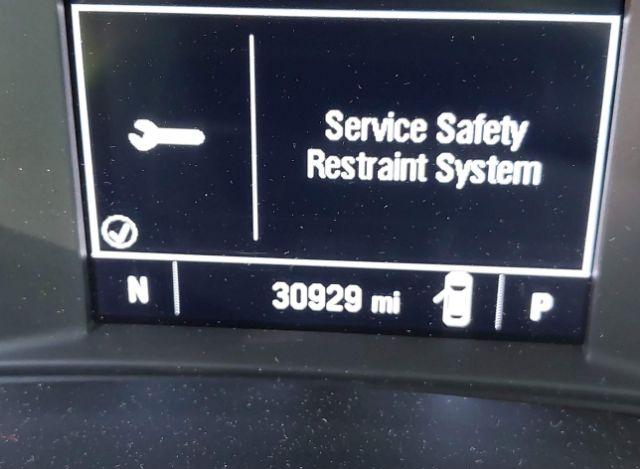 Service Safety
Restraint System
N
30929 mi
P